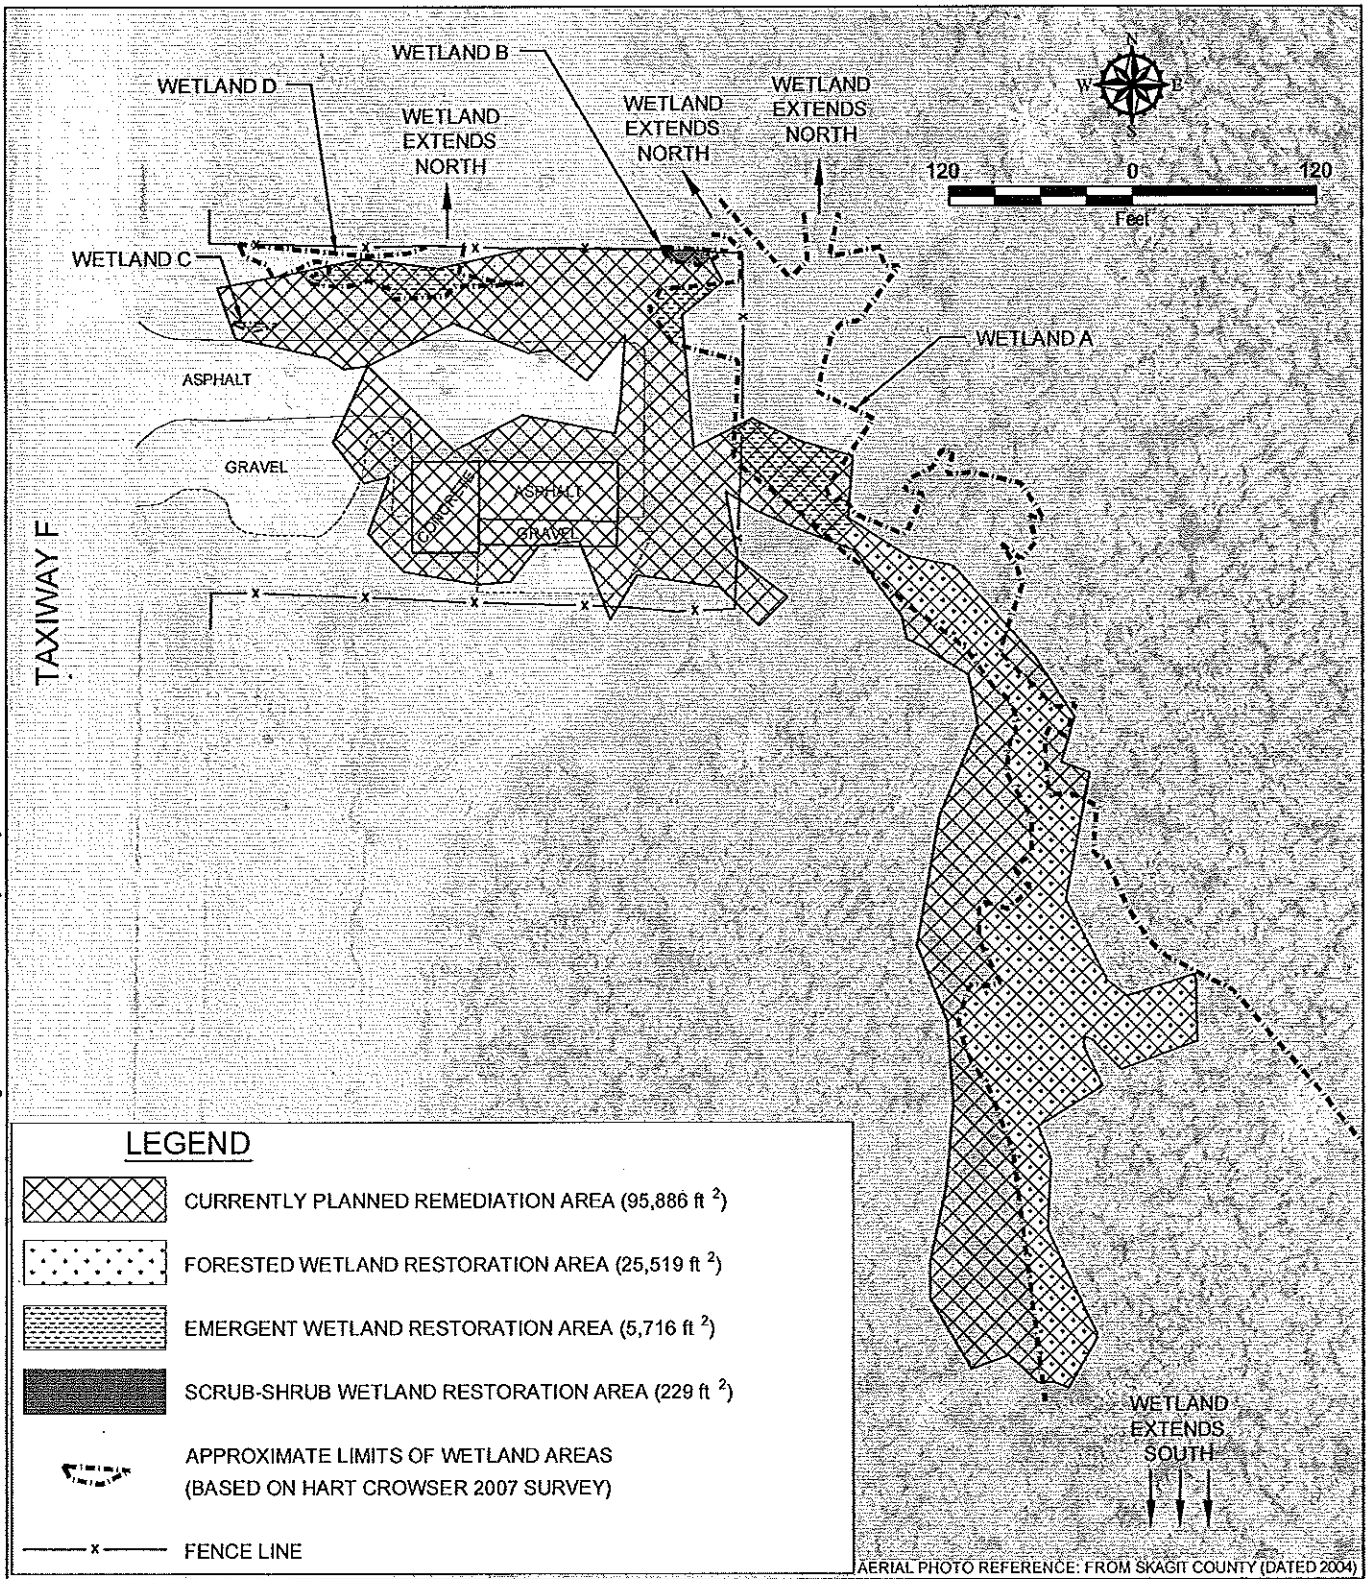 WETLAND B
WETLAND D
WETLAND
EXTENDS
NORTH
WETLAND
EXTENDS
NORTH
WETLAND
EXTENDS
NORTH
N
W
E
S
120
0
120
Feet
WETLAND C
WETLAND A
ASPHALT
GRAVEL
CONCRETE
ASPHALT
GRAVEL
TAXIWAY F
x
x
x
x
x
x
x
x
x
x
x
LEGEND
CURRENTLY PLANNED REMEDIATION AREA (95,886 ft ²)
FORESTED WETLAND RESTORATION AREA (25,519 ft ²)
EMERGENT WETLAND RESTORATION AREA (5,716 ft ²)
SCRUB-SHRUB WETLAND RESTORATION AREA (229 ft ²)
APPROXIMATE LIMITS OF WETLAND AREAS
(BASED ON HART CROWSER 2007 SURVEY)
x
FENCE LINE
WETLAND
EXTENDS
SOUTH
AERIAL PHOTO REFERENCE: FROM SKAGIT COUNTY (DATED 2004)